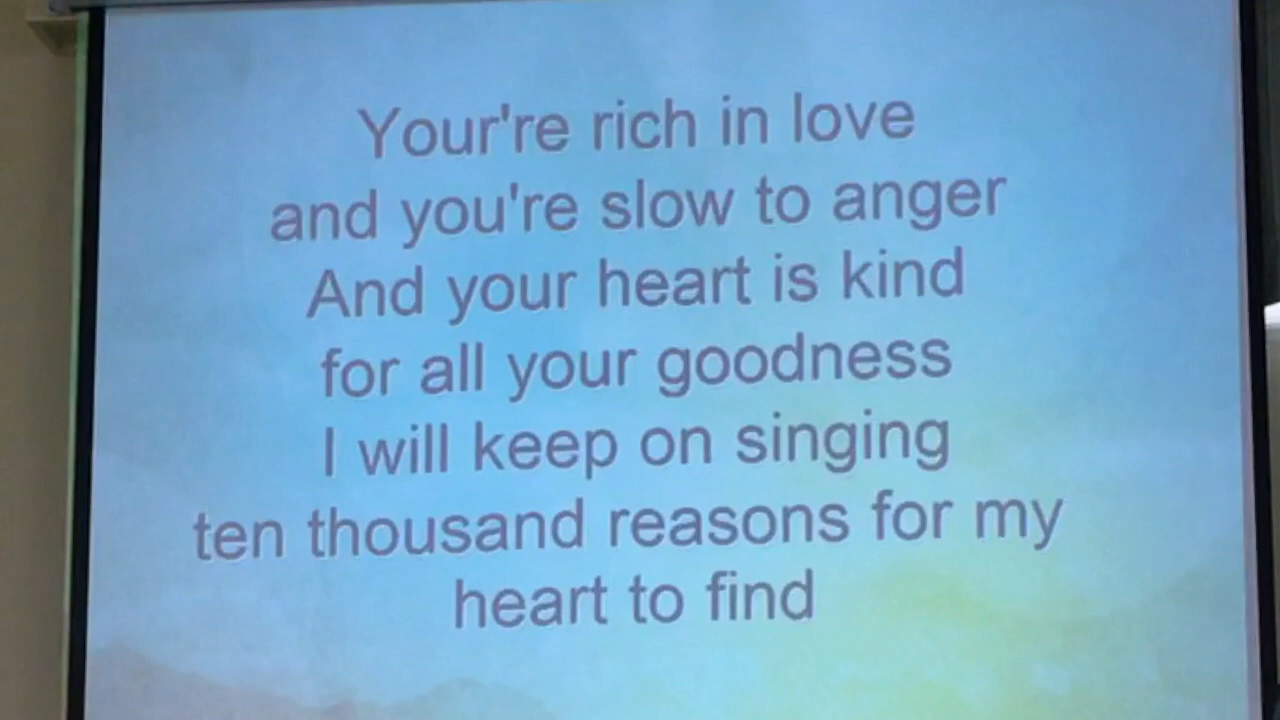 Your're rich in love
and you're slow to anger
And your heart is kind
for all your goodness
I will keep on singing
ten thousand reasons for my
heart to find